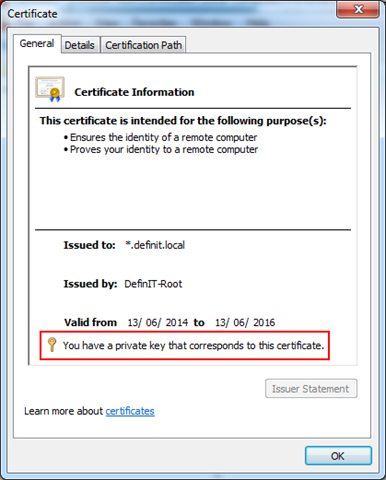 Certificate
General Details Certification Path
Certificate Information
This certificate is intended for the following purpose(s):
• Ensures the identity of a remote computer
• Proves your identity to a remote computer
Issued to: *.definit.local
Issued by: DefinIT-Root
Valid from 13/ 06/ 2014 to 13/ 06/ 2016
You have a private key that corresponds to this certificate.
Issuer Statement
Learn more about certificates
OK